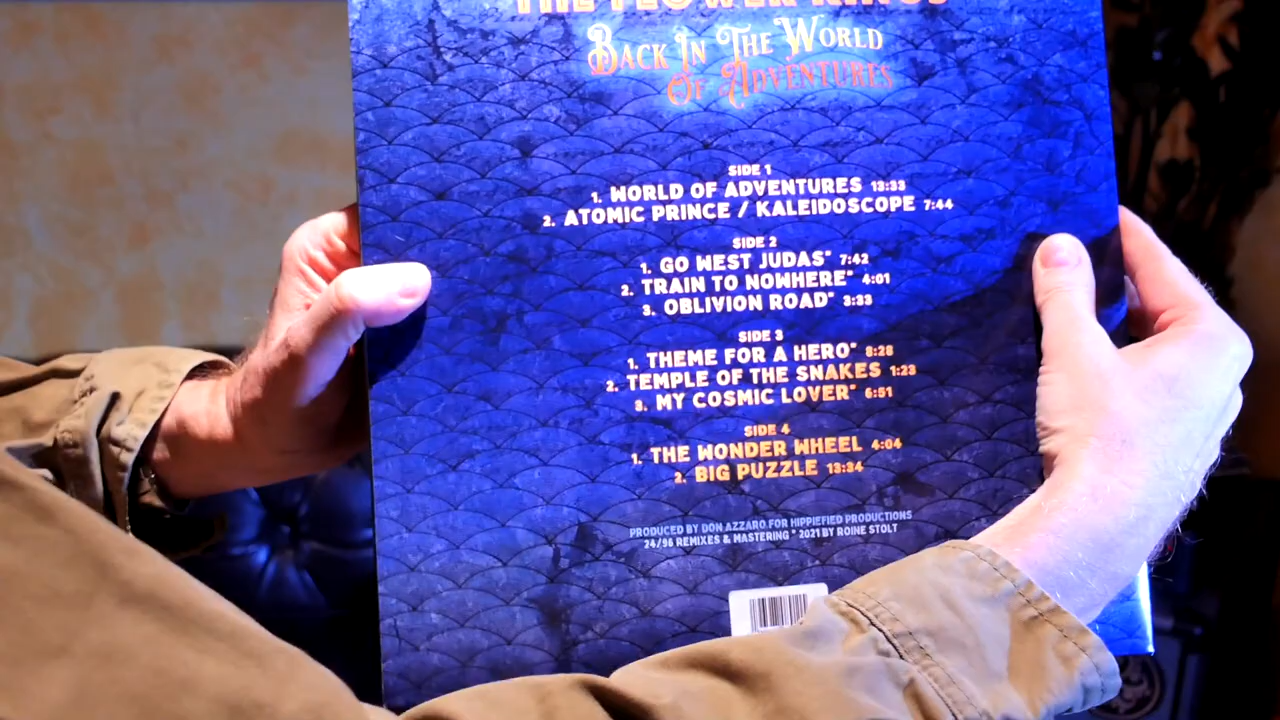 THE FLOWER KINGS
BACK IN THE WORLD
OF ADVENTURES
SIDE 1
1. WORLD OF ADVENTURES 13:33
2. ATOMIC PRINCE / KALEIDOSCOPE 7:44
SIDE 2
1. GO WEST JUDAS* 7:42
2. TRAIN TO NOWHERE* 4:01
3. OBLIVION ROAD* 3:33
SIDE 3
1. THEME FOR A HERO* 8:28
2. TEMPLE OF THE SNAKES 1:23
3. MY COSMIC LOVER* 6:51
SIDE 4
1. THE WONDER WHEEL 4:04
2. BIG PUZZLE 13:34
PRODUCED BY DON AZZARO FOR HIPPIEFIED PRODUCTIONS
24/96 REMIXES & MASTERING * 2021 BY ROINE STOLT